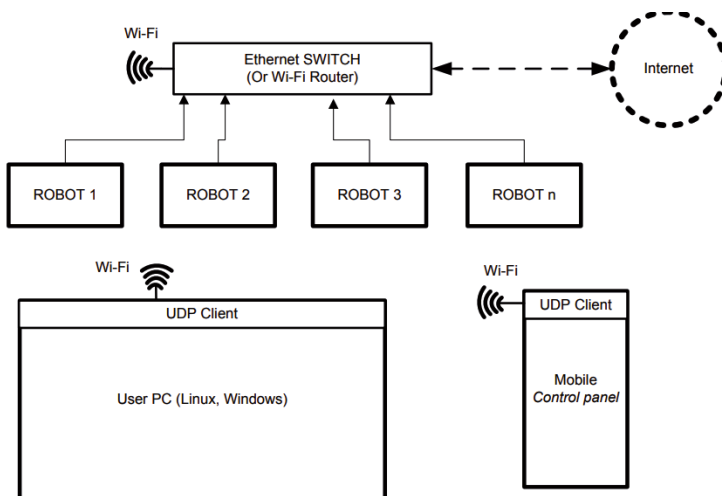 Wi-Fi
Ethernet SWITCH
(Or Wi-Fi Router)
Internet
ROBOT 1
ROBOT 2
ROBOT 3
ROBOT n
Wi-Fi
UDP Client
User PC (Linux, Windows)
Wi-Fi
UDP Client
Mobile
Control panel